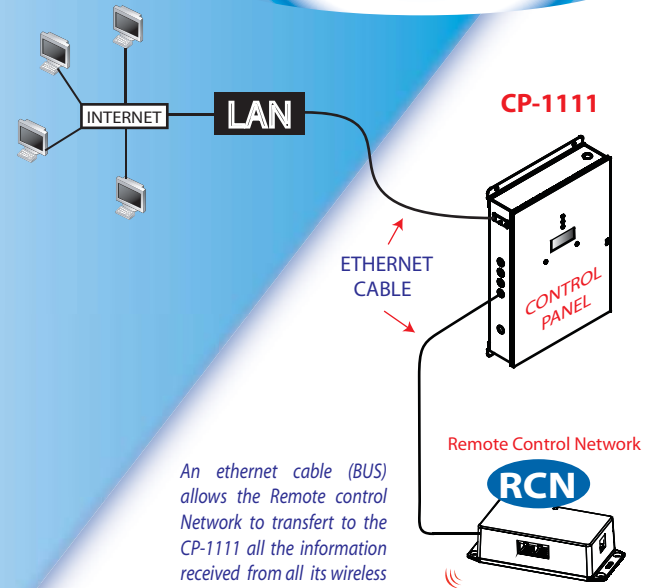 INTERNET
LAN
CP-1111
ETHERNET
CABLE
CONTROL
PANEL
Remote Control Network
RCN
An ethernet cable (BUS)
allows the Remote control
Network to transfert to the
CP-1111 all the information
received from all its wireless